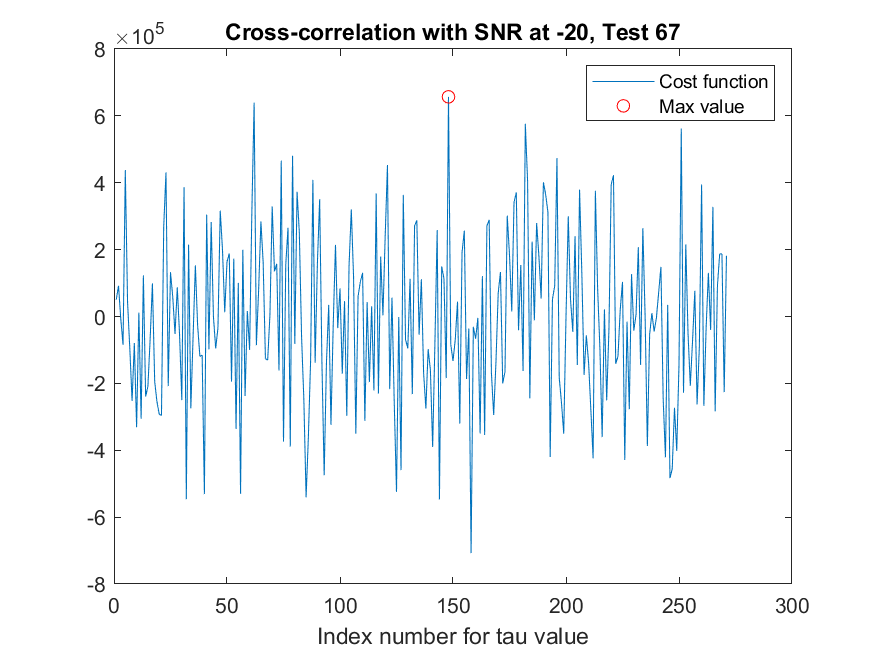 Cross-correlation with SNR at -20, Test 67
×10^5
Cost function
Max value
8
6
4
2
0
-2
-4
-6
-8
0 50 100 150 200 250 300
Index number for tau value